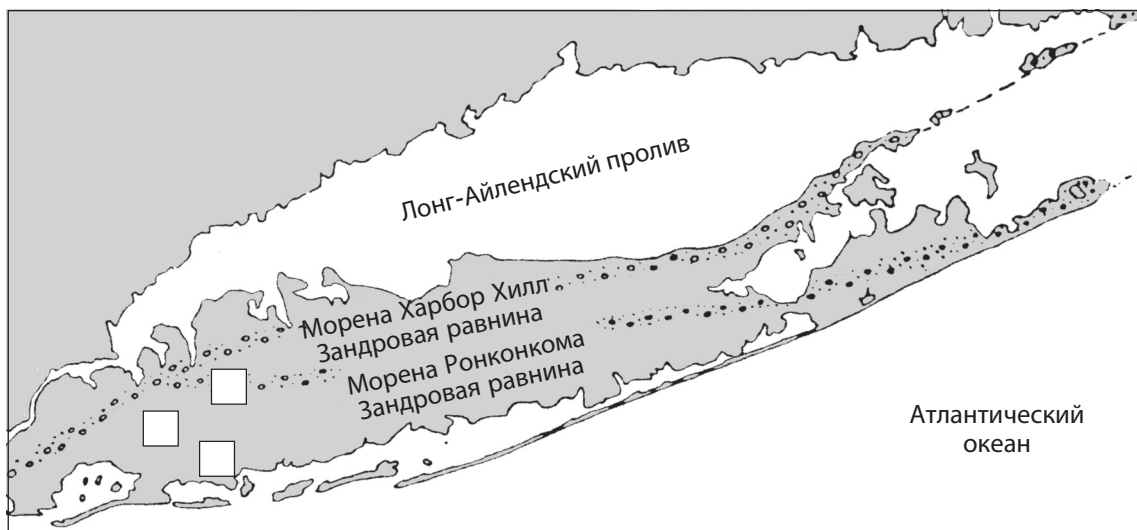 Лонг-Айлендский пролив
Морена Харбор Хилл
Зандровая равнина
Морена Ронконкома
Зандровая равнина
Атлантический
океан